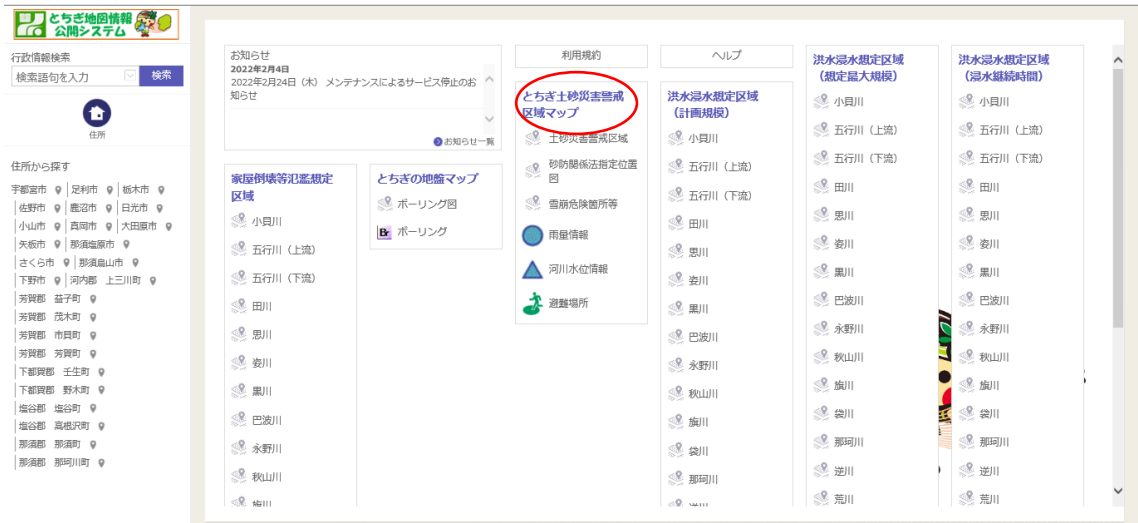 とちぎ地図情報
公開システム
行政情報検索
検索語句を入力
検索
住所
住所から探す
宇都宮市 足利市 栃木市
佐野市 鹿沼市 日光市
小山市 真岡市 大田原市
矢板市 那須塩原市
さくら市 那須烏山市
下野市 河内郡 上三川町
芳賀郡 益子町
芳賀郡 茂木町
芳賀郡 市貝町
芳賀郡 芳賀町
下都賀郡 壬生町
下都賀郡 野木町
塩谷郡 塩谷町
塩谷郡 高根沢町
那須郡 那須町
那須郡 那珂川町
お知らせ
2022年2月4日
2022年2月24日（木） メンテナンスによるサービス停止のお
知らせ
お知らせ一覧
家屋倒壊等氾濫想定
区域
小貝川
五行川（上流）
五行川（下流）
田川
思川
姿川
黒川
巴波川
永野川
秋山川
旗川
とちぎの地盤マップ
ボーリング図
Br ボーリング
利用規約
とちぎ土砂災害警戒
区域マップ
土砂災害警戒区域
砂防関係法指定位置
図
雪崩危険箇所等
雨量情報
河川水位情報
避難場所
ヘルプ
洪水浸水想定区域
（計画規模）
小貝川
五行川（上流）
五行川（下流）
田川
思川
姿川
黒川
巴波川
永野川
秋山川
旗川
袋川
那珂川
逆川
洪水浸水想定区域
（想定最大規模）
小貝川
五行川（上流）
五行川（下流）
田川
思川
姿川
黒川
巴波川
永野川
秋山川
旗川
袋川
那珂川
逆川
荒川
洪水浸水想定区域
（浸水継続時間）
小貝川
五行川（上流）
五行川（下流）
田川
思川
姿川
黒川
巴波川
永野川
秋山川
旗川
袋川
那珂川
逆川
荒川